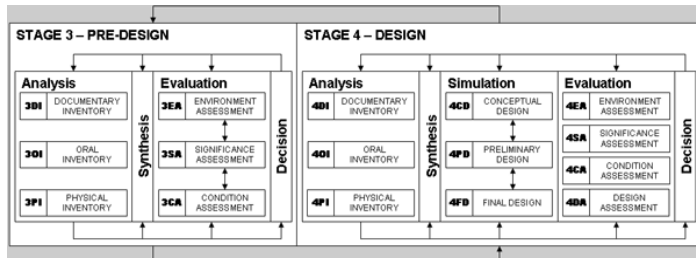 STAGE 3 – PRE-DESIGN
Analysis
3DI DOCUMENTARY
INVENTORY
3OI ORAL
INVENTORY
3PI PHYSICAL
INVENTORY
Synthesis
Evaluation
3EA ENVIRONMENT
ASSESSMENT
3SA SIGNIFICANCE
ASSESSMENT
3CA CONDITION
ASSESSMENT
Decision
STAGE 4 – DESIGN
Analysis
4DI DOCUMENTARY
INVENTORY
4OI ORAL
INVENTORY
4PI PHYSICAL
INVENTORY
Synthesis
Simulation
4CD CONCEPTUAL
DESIGN
4PD PRELIMINARY
DESIGN
4FD FINAL DESIGN
Evaluation
4EA ENVIRONMENT
ASSESSMENT
4SA SIGNIFICANCE
ASSESSMENT
4CA CONDITION
ASSESSMENT
4DA DESIGN
ASSESSMENT
Decision